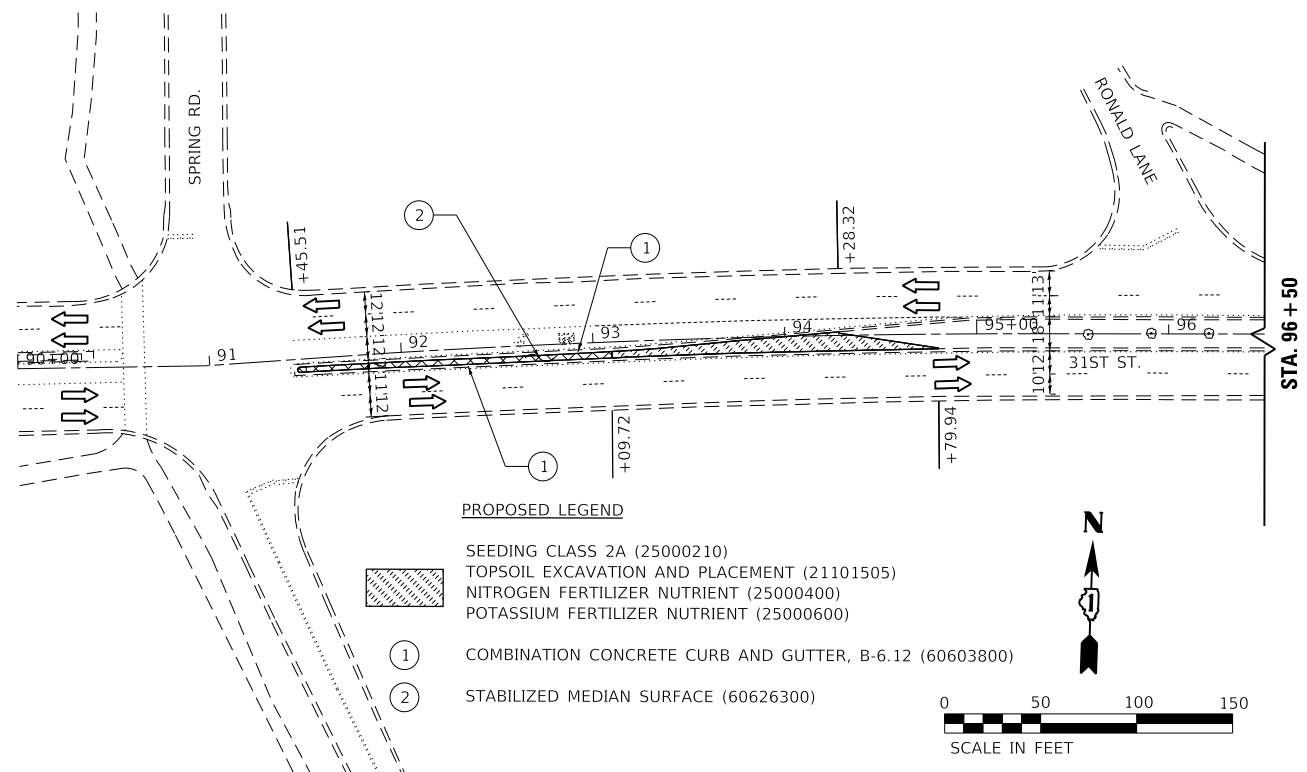 SPRING RD.
RONALD LANE
+45.51
+28.32
2
1
12
12
12
11
12
13
11
18
12
10
90+00
91
92
93
94
95+00
96
31ST ST.
STA. 96+50
+09.72
+79.94
1
PROPOSED LEGEND
SEEDING CLASS 2A (25000210)
TOPSOIL EXCAVATION AND PLACEMENT (21101505)
NITROGEN FERTILIZER NUTRIENT (25000400)
POTASSIUM FERTILIZER NUTRIENT (25000600)
1 COMBINATION CONCRETE CURB AND GUTTER, B-6.12 (60603800)
2 STABILIZED MEDIAN SURFACE (60626300)
N
0 50 100 150
SCALE IN FEET